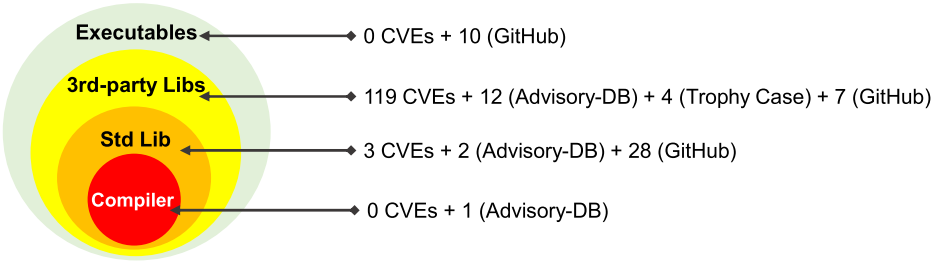 Executables
0 CVEs + 10 (GitHub)
3rd-party Libs
119 CVEs + 12 (Advisory-DB) + 4 (Trophy Case) + 7 (GitHub)
Std Lib
3 CVEs + 2 (Advisory-DB) + 28 (GitHub)
Compiler
0 CVEs + 1 (Advisory-DB)